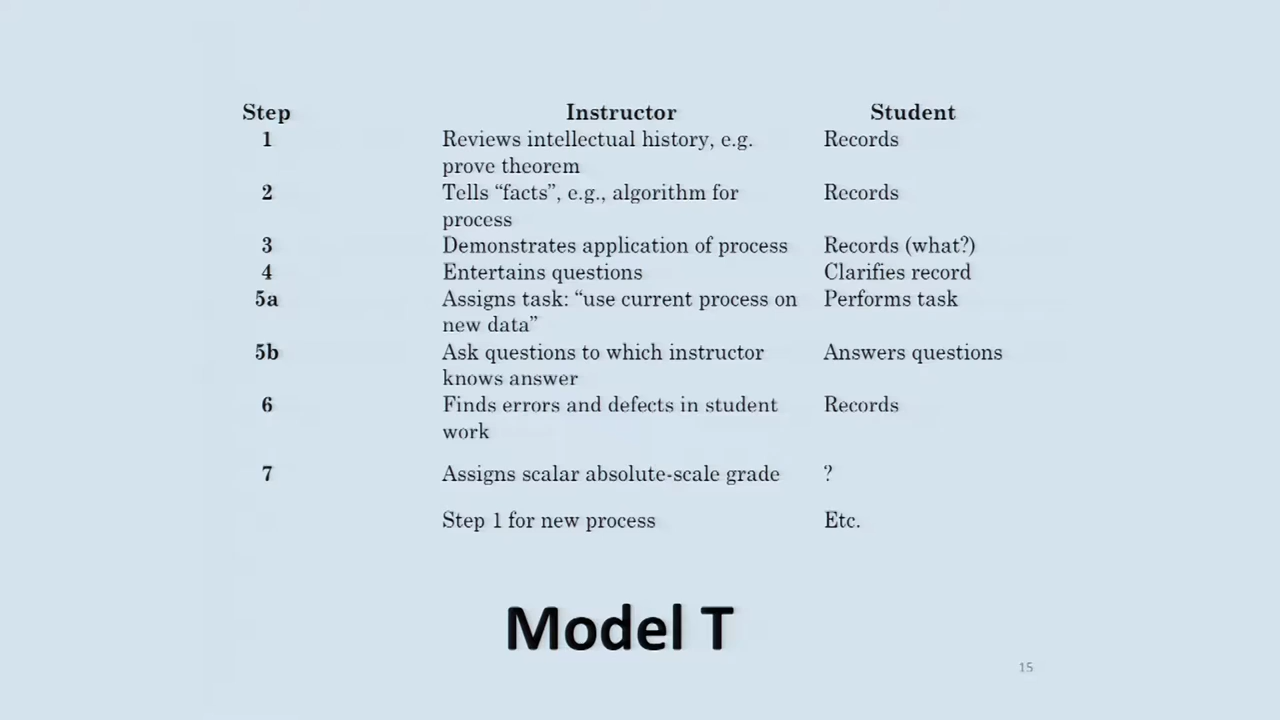 Step Instructor Student
1 Reviews intellectual history, e.g. Records
prove theorem
2 Tells “facts”, e.g., algorithm for Records
process
3 Demonstrates application of process Records (what?)
4 Entertains questions Clarifies record
5a Assigns task: “use current process on Performs task
new data”
5b Ask questions to which instructor Answers questions
knows answer
6 Finds errors and defects in student Records
work
7 Assigns scalar absolute-scale grade ?
Step 1 for new process Etc.
Model T
15